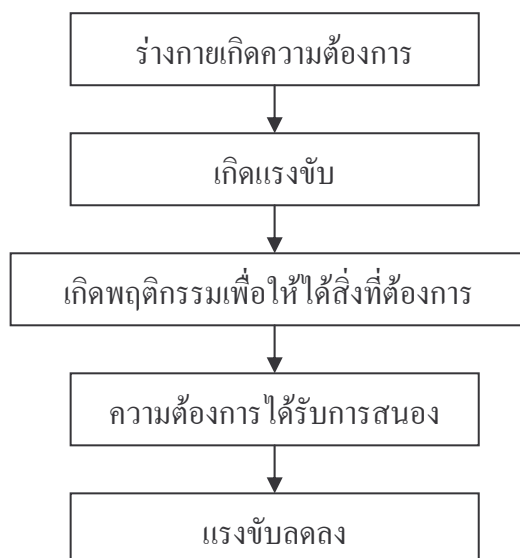 ร่างกายเกิดความต้องการ
เกิดแรงขับ
เกิดพฤติกรรมเพื่อให้ได้สิ่งที่ต้องการ
ความต้องการได้รับการสนอง
แรงขับลดลง